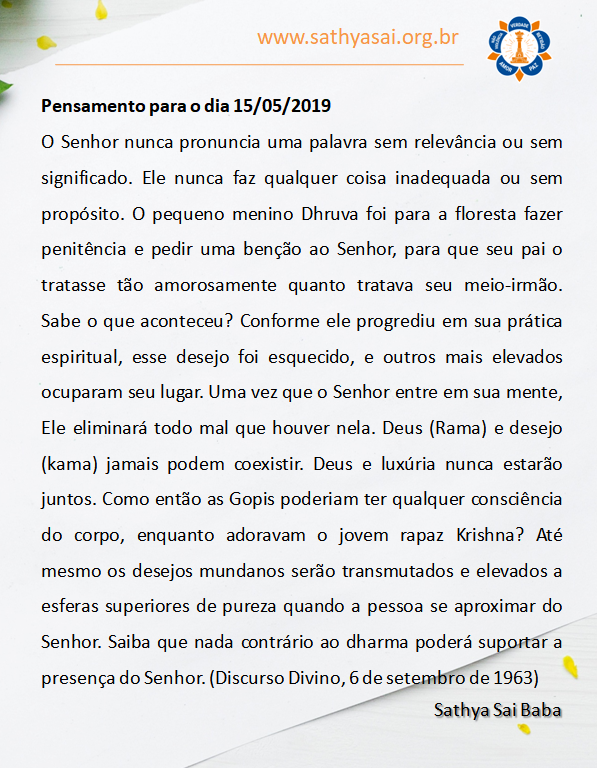 www.sathyasai.org.br
VERDADE
RETIDÃO
PAZ
AMOR
NÃO VIOLÊNCIA
Pensamento para o dia 15/05/2019
O Senhor nunca pronuncia uma palavra sem relevância ou sem
significado. Ele nunca faz qualquer coisa inadequada ou sem
propósito. O pequeno menino Dhruva foi para a floresta fazer
penitência e pedir uma benção ao Senhor, para que seu pai o
tratasse tão amorosamente quanto tratava seu meio-irmão.
Sabe o que aconteceu? Conforme ele progrediu em sua prática
espiritual, esse desejo foi esquecido, e outros mais elevados
ocuparam seu lugar. Uma vez que o Senhor entre em sua mente,
Ele eliminará todo mal que houver nela. Deus (Rama) e desejo
(kama) jamais podem coexistir. Deus e luxúria nunca estarão
juntos. Como então as Gopis poderiam ter qualquer consciência
do corpo, enquanto adoravam o jovem rapaz Krishna? Até
mesmo os desejos mundanos serão transmutados e elevados a
esferas superiores de pureza quando a pessoa se aproximar do
Senhor. Saiba que nada contrário ao dharma poderá suportar a
presença do Senhor. (Discurso Divino, 6 de setembro de 1963)
Sathya Sai Baba